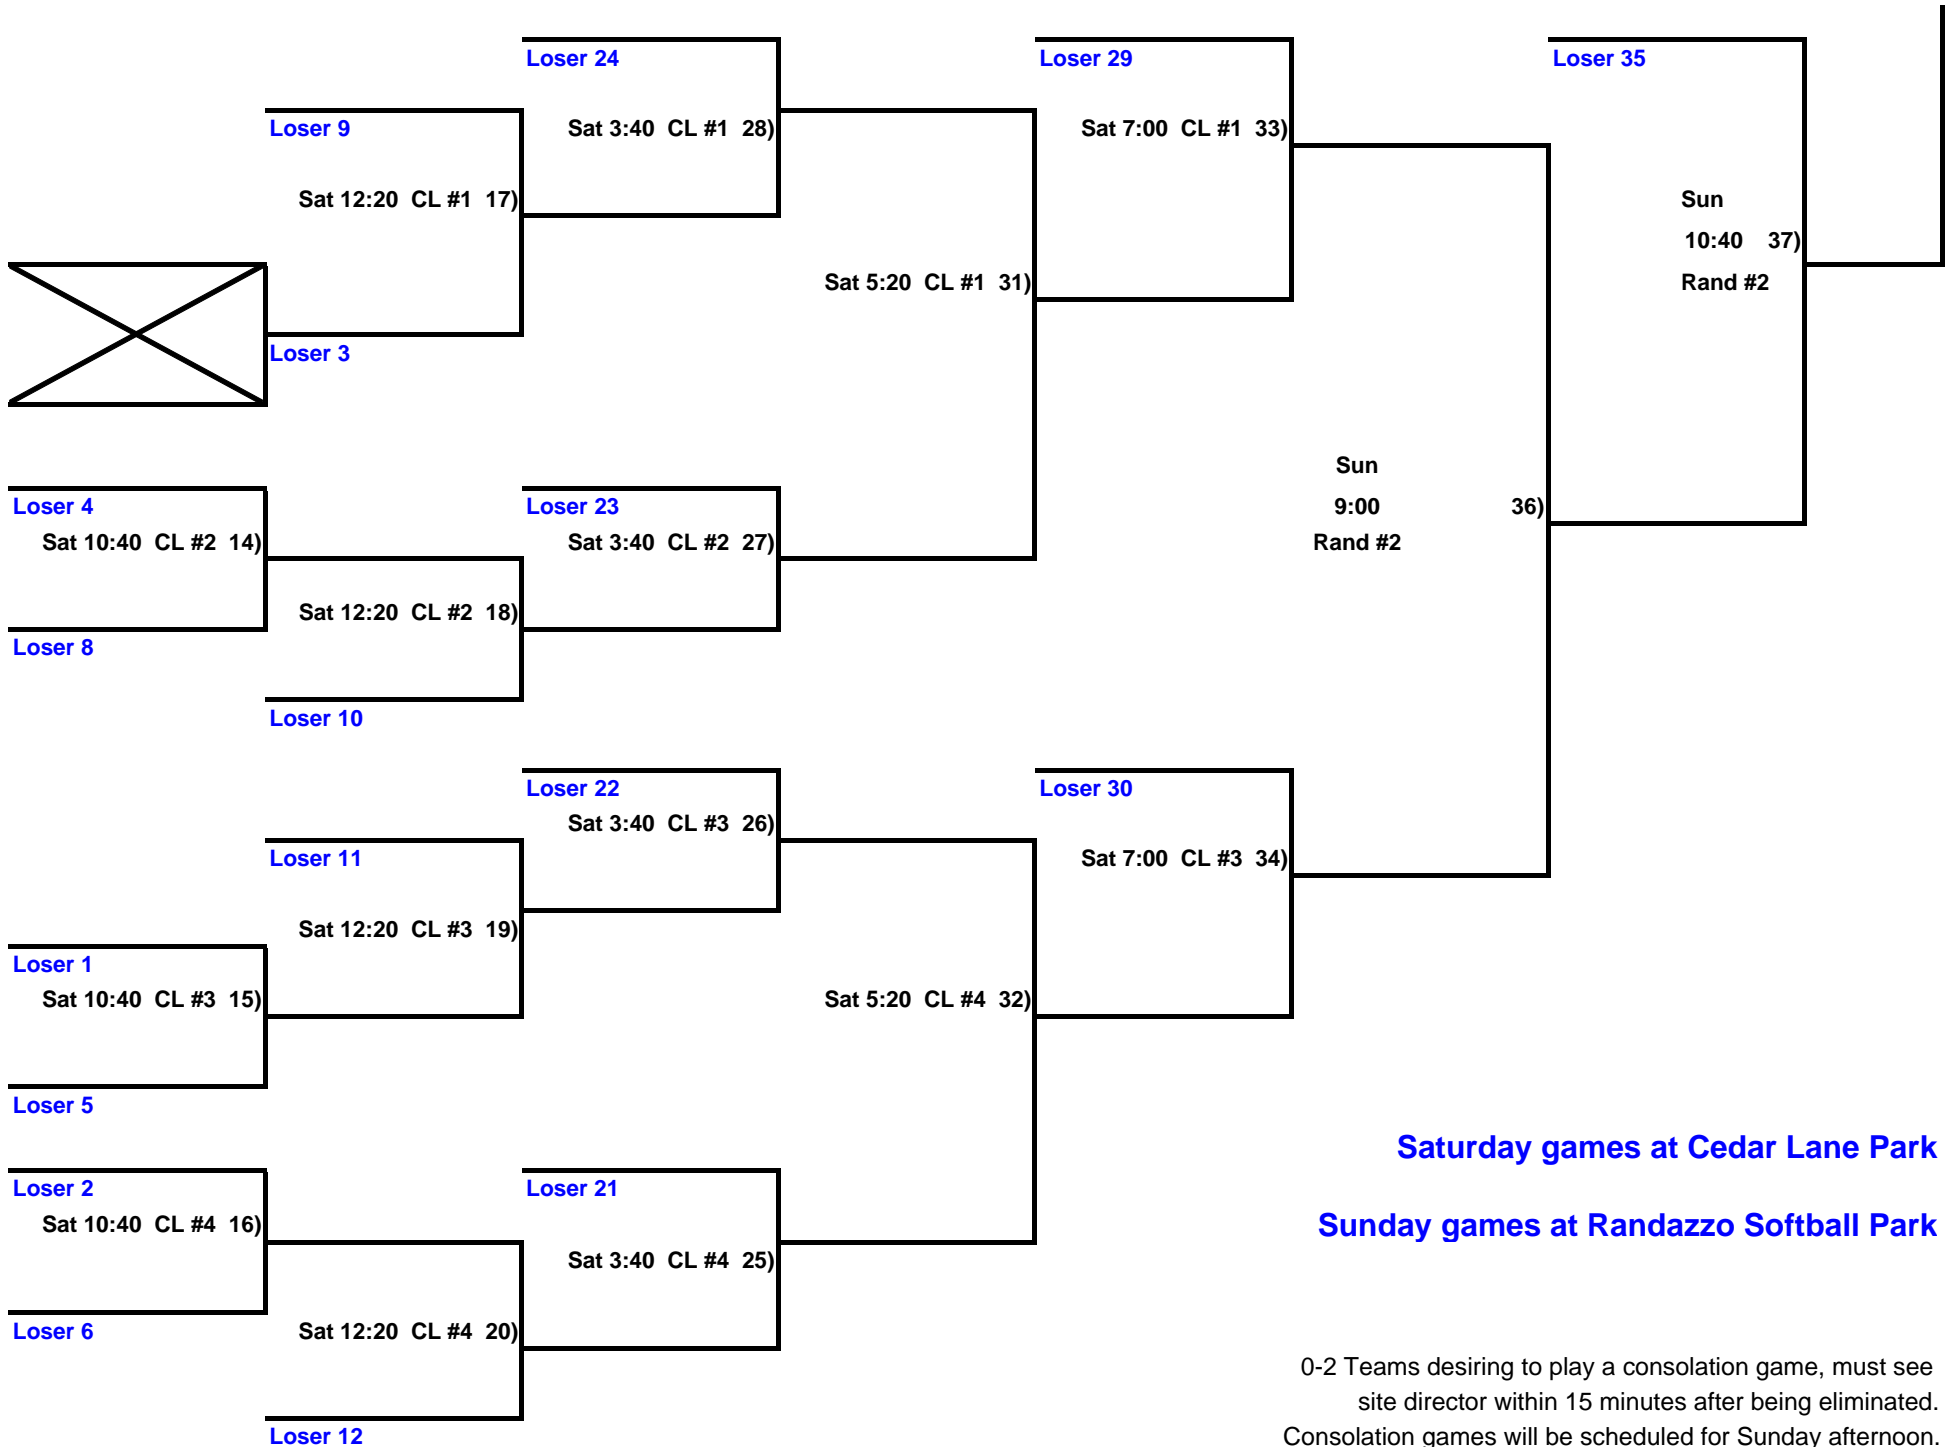 Loser 24
Loser 29
Loser 35
Loser 9
Sat 3:40 CL #1 28)
Sat 7:00 CL #1 33)
Sat 12:20 CL #1 17)
Sun
10:40 37)
Rand #2
Sat 5:20 CL #1 31)
Loser 3
Sun
9:00 36)
Rand #2
Loser 4
Loser 23
Sat 10:40 CL #2 14)
Sat 3:40 CL #2 27)
Sat 12:20 CL #2 18)
Loser 8
Loser 10
Loser 22
Loser 30
Sat 3:40 CL #3 26)
Loser 11
Sat 7:00 CL #3 34)
Sat 12:20 CL #3 19)
Loser 1
Sat 10:40 CL #3 15)
Sat 5:20 CL #4 32)
Loser 5
Saturday games at Cedar Lane Park
Loser 2
Loser 21
Sat 10:40 CL #4 16)
Sunday games at Randazzo Softball Park
Sat 3:40 CL #4 25)
Loser 6
Sat 12:20 CL #4 20)
0-2 Teams desiring to play a consolation game, must see
site director within 15 minutes after being eliminated.
Loser 12
Consolation games will be scheduled for Sunday afternoon.